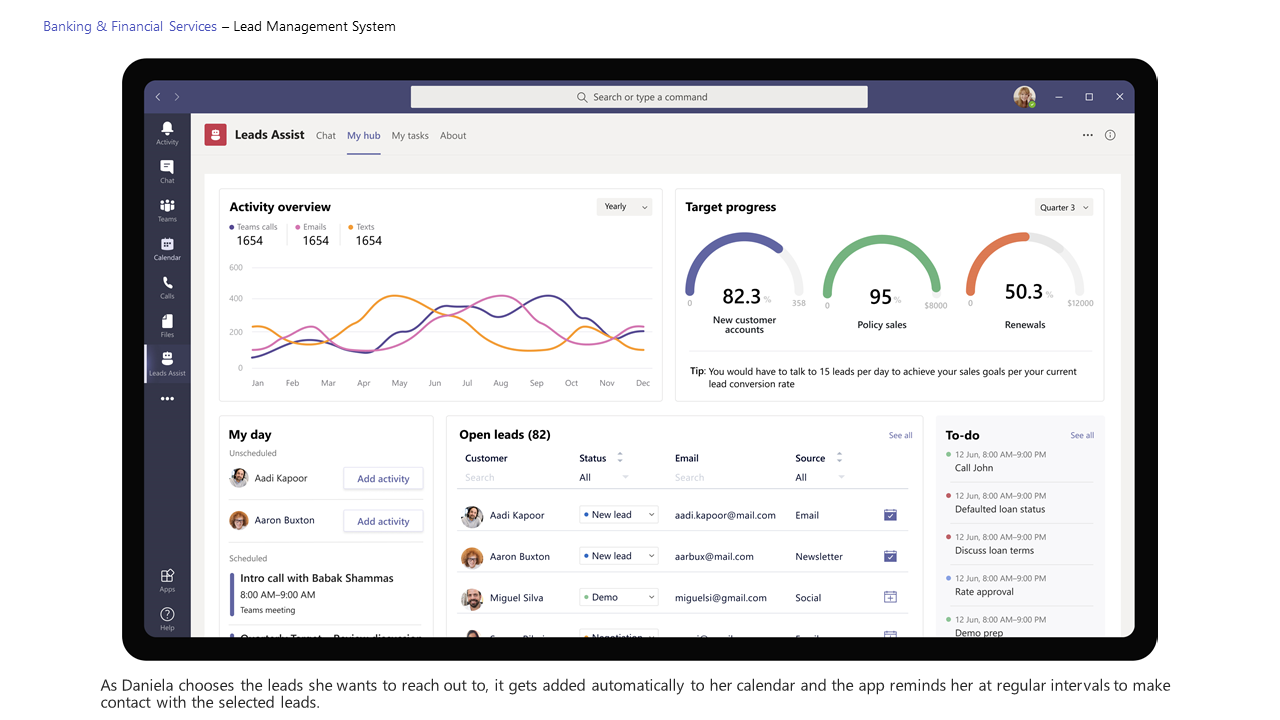 Banking & Financial Services – Lead Management System
Search or type a command
Activity
Chat
Teams
Calendar
Calls
Files
Leads Assist
Apps
Help
Leads Assist Chat My hub My tasks About
Activity overview
Yearly
Teams calls Emails Texts
1654 1654 1654
600
400
200
0
Jan Feb Mar Apr May Jun Jul Aug Sep Oct Nov Dec
Target progress
Quarter 3
82.3 %
0 358
New customer
accounts
95 %
0 $8000
Policy sales
50.3 %
0 $12000
Renewals
Tip: You would have to talk to 15 leads per day to achieve your sales goals per your current
lead conversion rate
My day
Unscheduled
Aadi Kapoor Add activity
Aaron Buxton Add activity
Scheduled
Intro call with Babak Shammas
8:00 AM–9:00 AM
Teams meeting
Quarterly Target – Review discussion
Open leads (82)
See all
Customer Status Email Source
Search All Search All
Aadi Kapoor New lead aadi.kapoor@mail.com Email
Aaron Buxton New lead aarbux@mail.com Newsletter
Miguel Silva Demo miguelsi@gmail.com Social
Negotiation
To-do
See all
12 Jun, 8:00 AM–9:00 PM
Call John
12 Jun, 8:00 AM–9:00 PM
Defaulted loan status
12 Jun, 8:00 AM–9:00 PM
Discuss loan terms
12 Jun, 8:00 AM–9:00 PM
Rate approval
12 Jun, 8:00 AM–9:00 PM
Demo prep
As Daniela chooses the leads she wants to reach out to, it gets added automatically to her calendar and the app reminds her at regular intervals to make
contact with the selected leads.